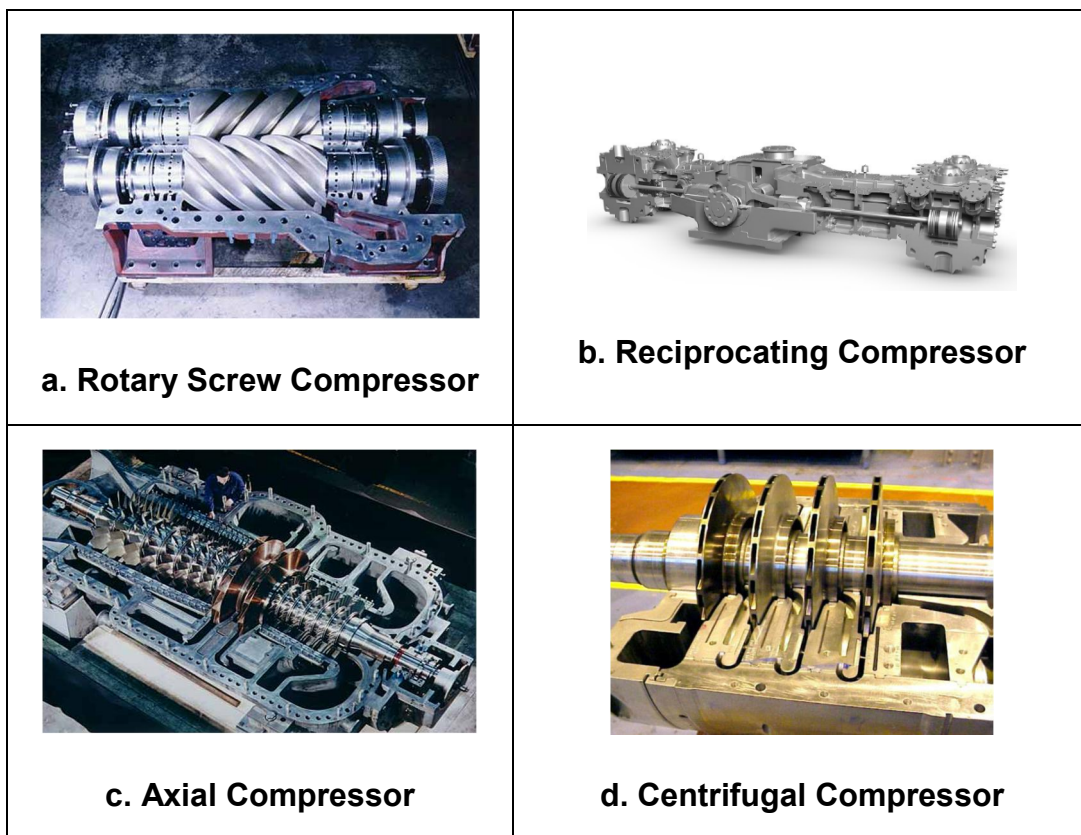 a. Rotary Screw Compressor
b. Reciprocating Compressor
c. Axial Compressor
d. Centrifugal Compressor